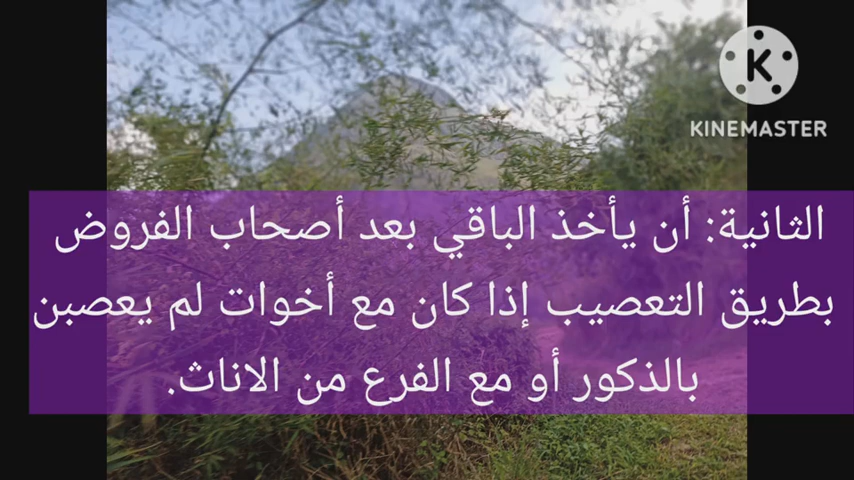 KINEMASTER
الثانية: أن يأخذ الباقي بعد أصحاب الفروض
بطريق التعصيب إذا كان مع أخوات لم يعصبن
بالذكور أو مع الفرع من الاناث.